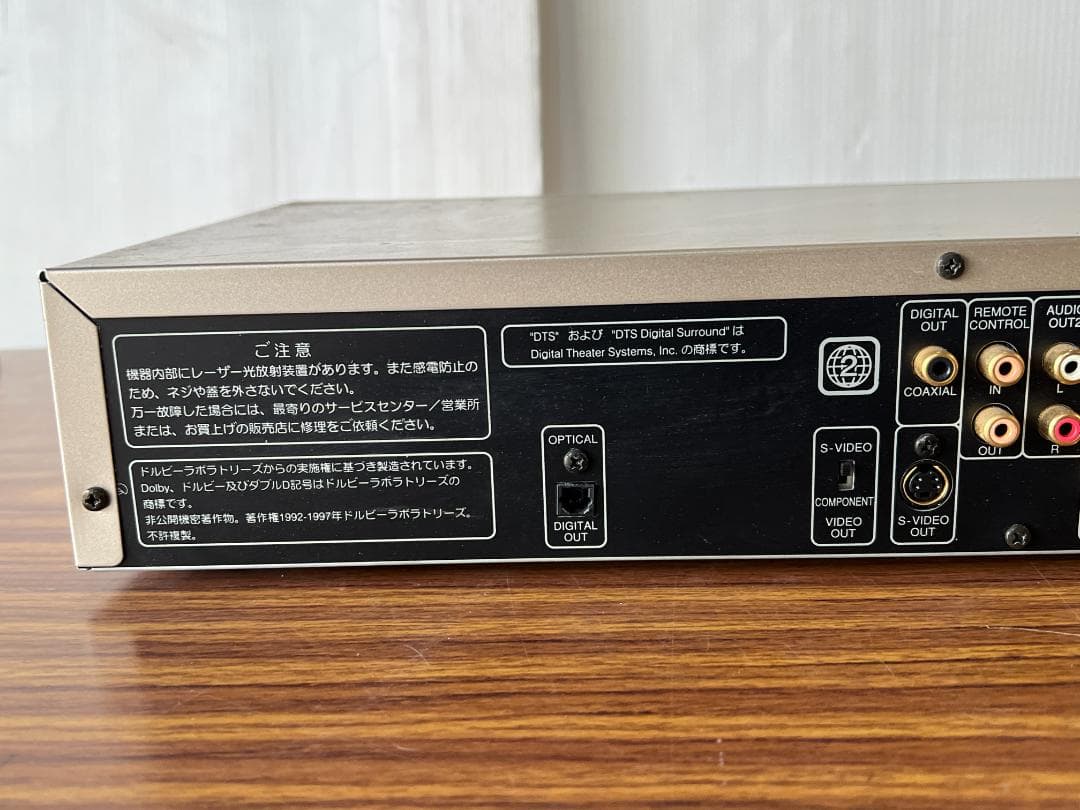 ご注意
機器内部にレーザー光放射装置があります。また感電防止の
ため、ネジや蓋を外さないでください。
万一故障した場合には、最寄りのサービスセンター／営業所
または、お買上げの販売店に修理をご依頼ください。
ドルビーラボラトリーズからの実施権に基づき製造されています。
Dolby、ドルビー及びダブルD記号はドルビーラボラトリーズの
商標です。
非公開機密著作物。著作権1992-1997年ドルビーラボラトリーズ。
不許複製。
"DTS" および "DTS Digital Surround"は
Digital Theater Systems, Inc. の商標です。
OPTICAL
DIGITAL
OUT
2
S-VIDEO
COMPONENT
VIDEO
OUT
DIGITAL
OUT
COAXIAL
S-VIDEO
OUT
REMOTE
CONTROL
IN
OUT
AUDIO
OUT2
L
R